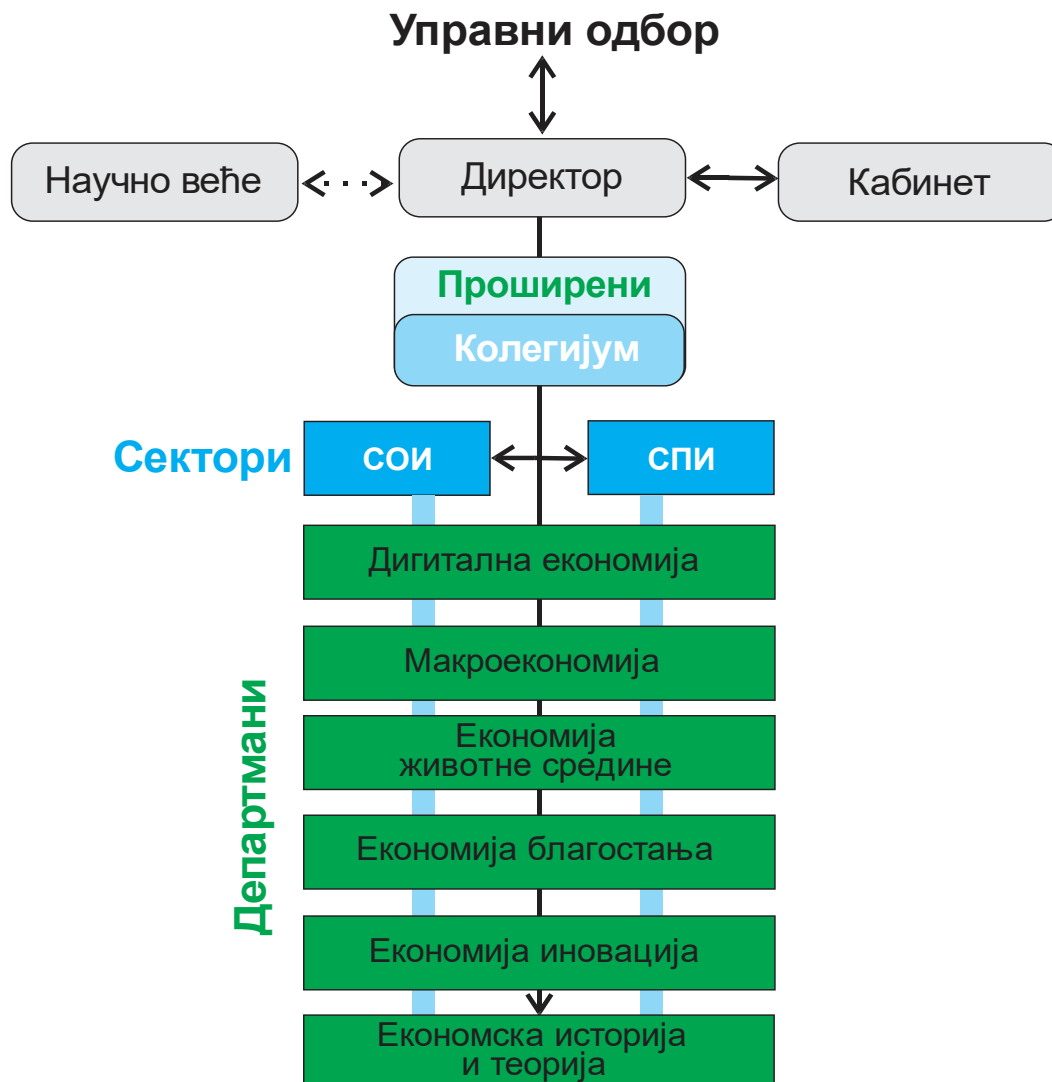 Управни одбор
Научно веће
Директор
Кабинет
Проширени
Колегијум
Сектори
СОИ
СПИ
Департмани
Дигитална економија
Макроекономија
Економија
животне средине
Економија благостања
Економија иновација
Економска историја
и теорија